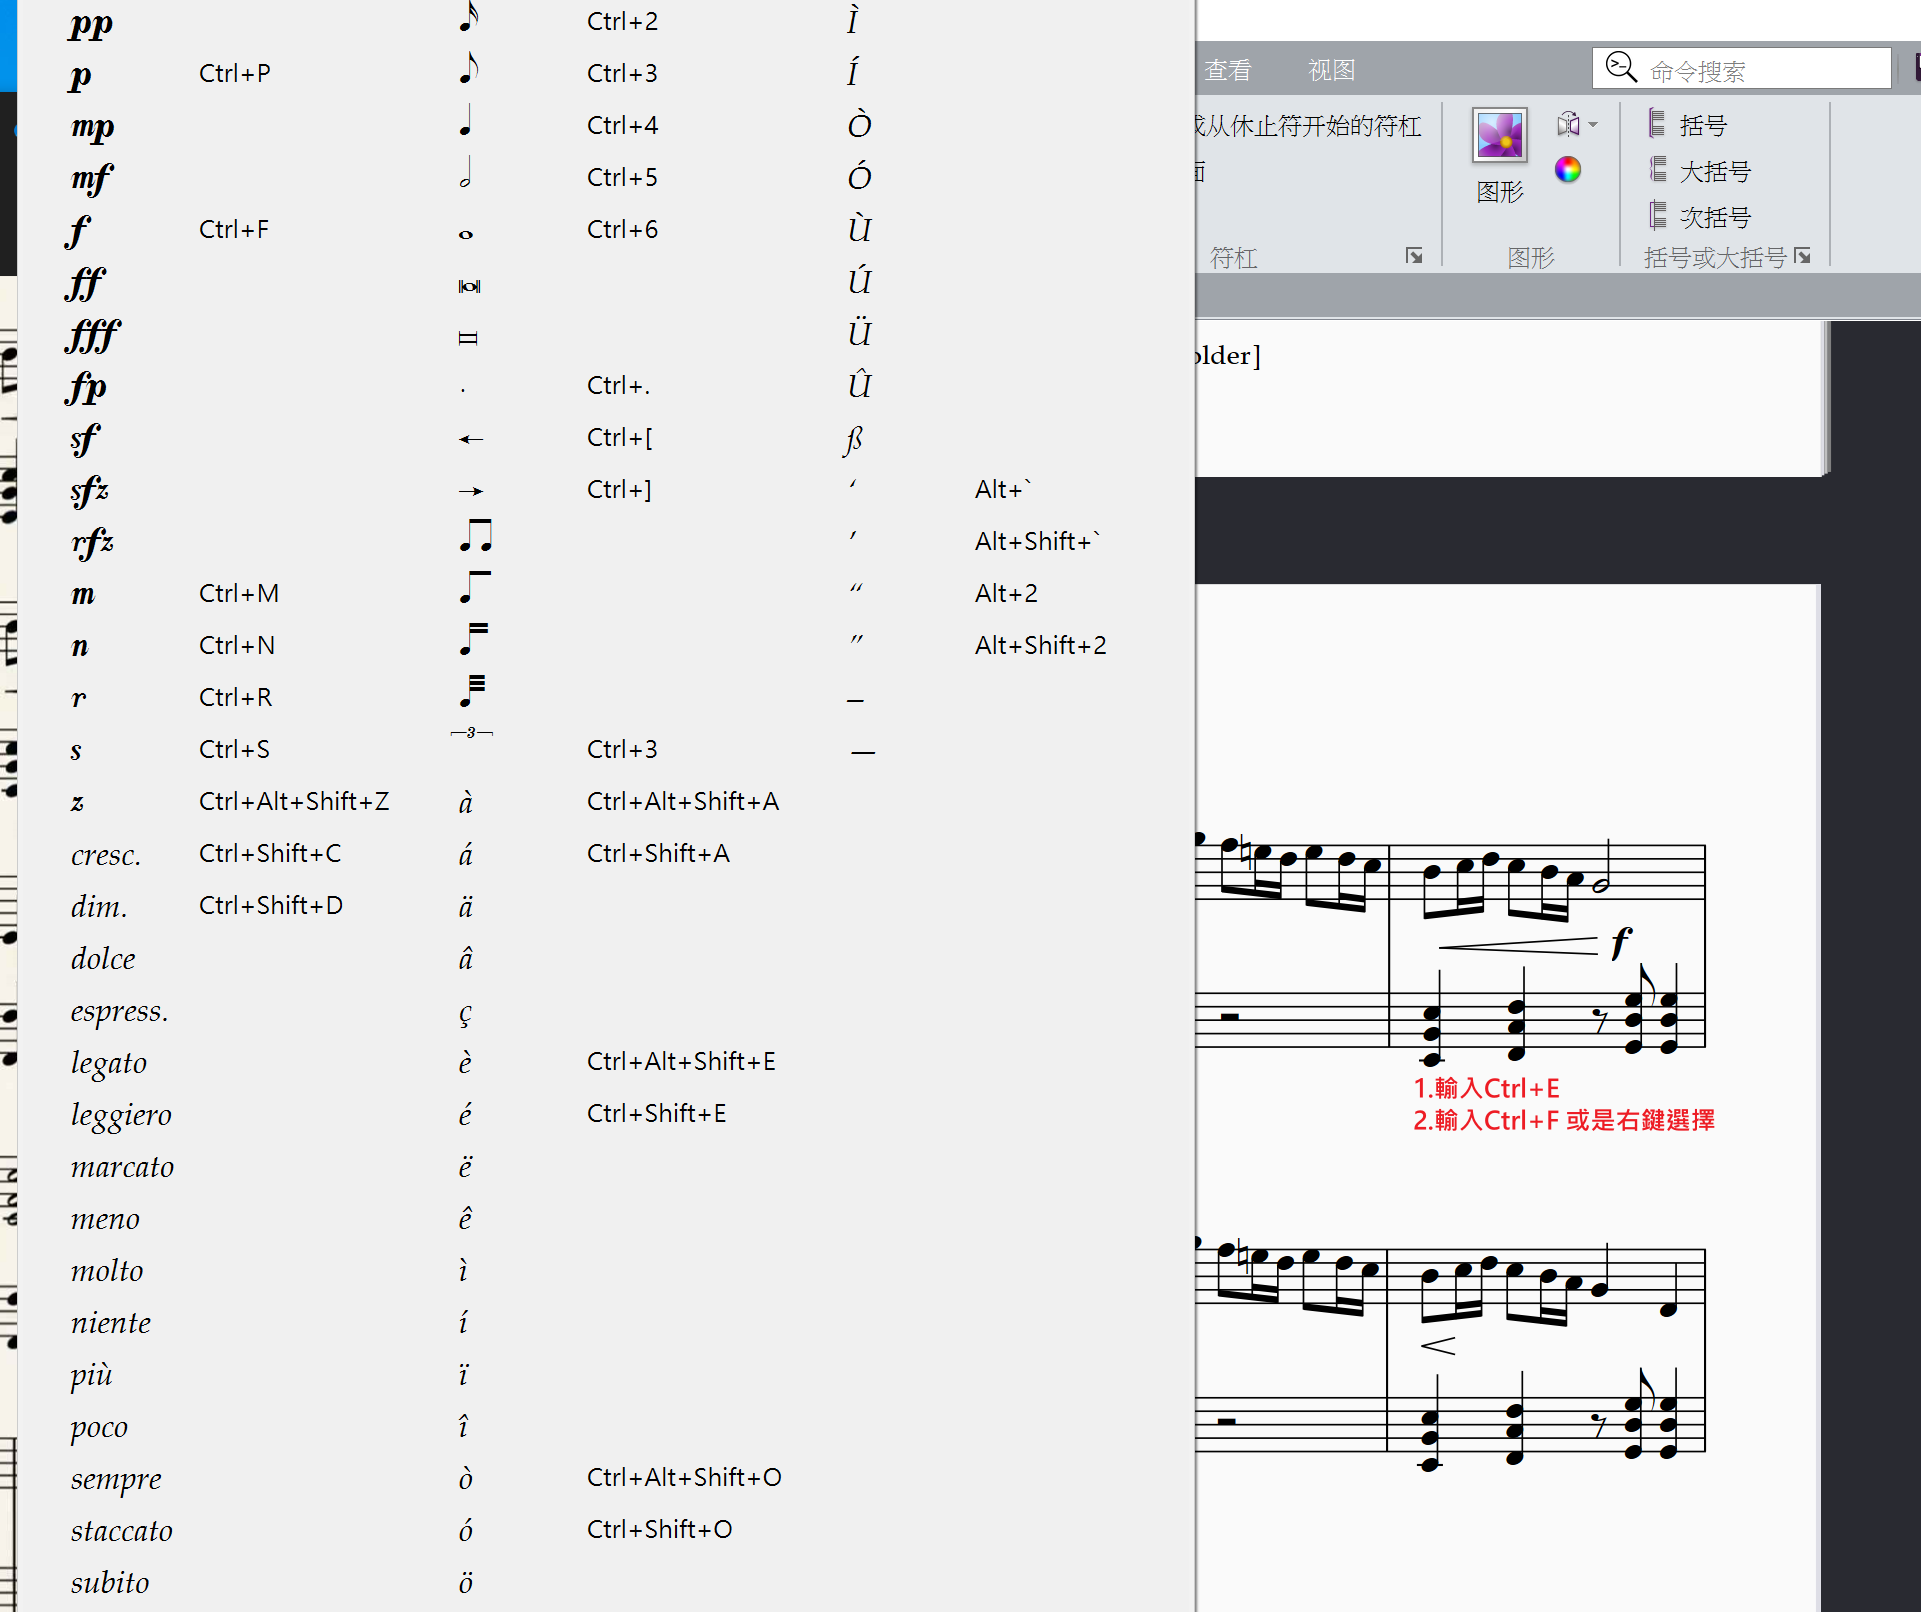 pp Ctrl+2 Ì
p Ctrl+P Ctrl+3 Í
mp Ctrl+4 Ò
mf Ctrl+5 Ó
f Ctrl+F Ctrl+6 Ù
ff Ú
fff Ü
fp . Ctrl+. Û
sf ← Ctrl+[ ß
sfz → Ctrl+] ‘ Alt+`
rfz ’ Alt+Shift+`
m Ctrl+M “ Alt+2
n Ctrl+N ” Alt+Shift+2
r Ctrl+R –
s Ctrl+S 3 Ctrl+3 —
z Ctrl+Alt+Shift+Z à Ctrl+Alt+Shift+A
cresc. Ctrl+Shift+C á Ctrl+Shift+A
dim. Ctrl+Shift+D ä
dolce â
espress. ç
legato è Ctrl+Alt+Shift+E
leggiero é Ctrl+Shift+E
marcato ë
meno ê
molto ì
niente í
più ï
poco î
sempre ò Ctrl+Alt+Shift+O
staccato ó Ctrl+Shift+O
subito ö
查看 视图 命令搜索
从休止符开始的符杠
面
符杠
图形
图形
括号
大括号
次括号
括号或大括号
older]
f
1.輸入Ctrl+E
2.輸入Ctrl+F 或是右鍵選擇